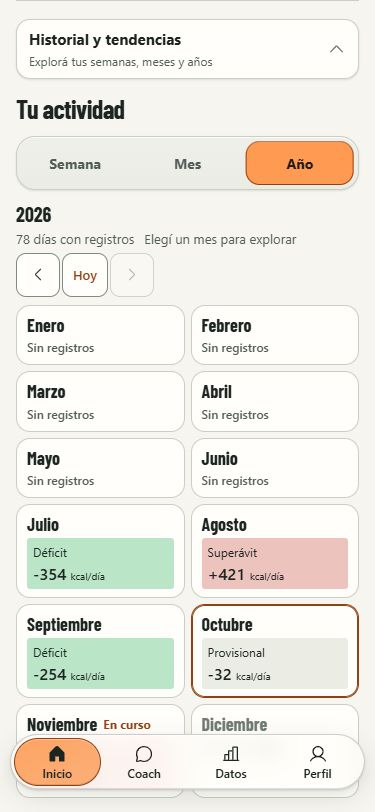 Historial y tendencias
Explorá tus semanas, meses y años
Tu actividad
Semana Mes Año
2026
78 días con registros Elegí un mes para explorar
Hoy
Enero Febrero
Sin registros Sin registros
Marzo Abril
Sin registros Sin registros
Mayo Junio
Sin registros Sin registros
Julio Agosto
Déficit Superávit
-354 kcal/día +421 kcal/día
Septiembre Octubre
Déficit Provisional
-254 kcal/día -32 kcal/día
Noviembre En curso Diciembre
Inicio Coach Datos Perfil